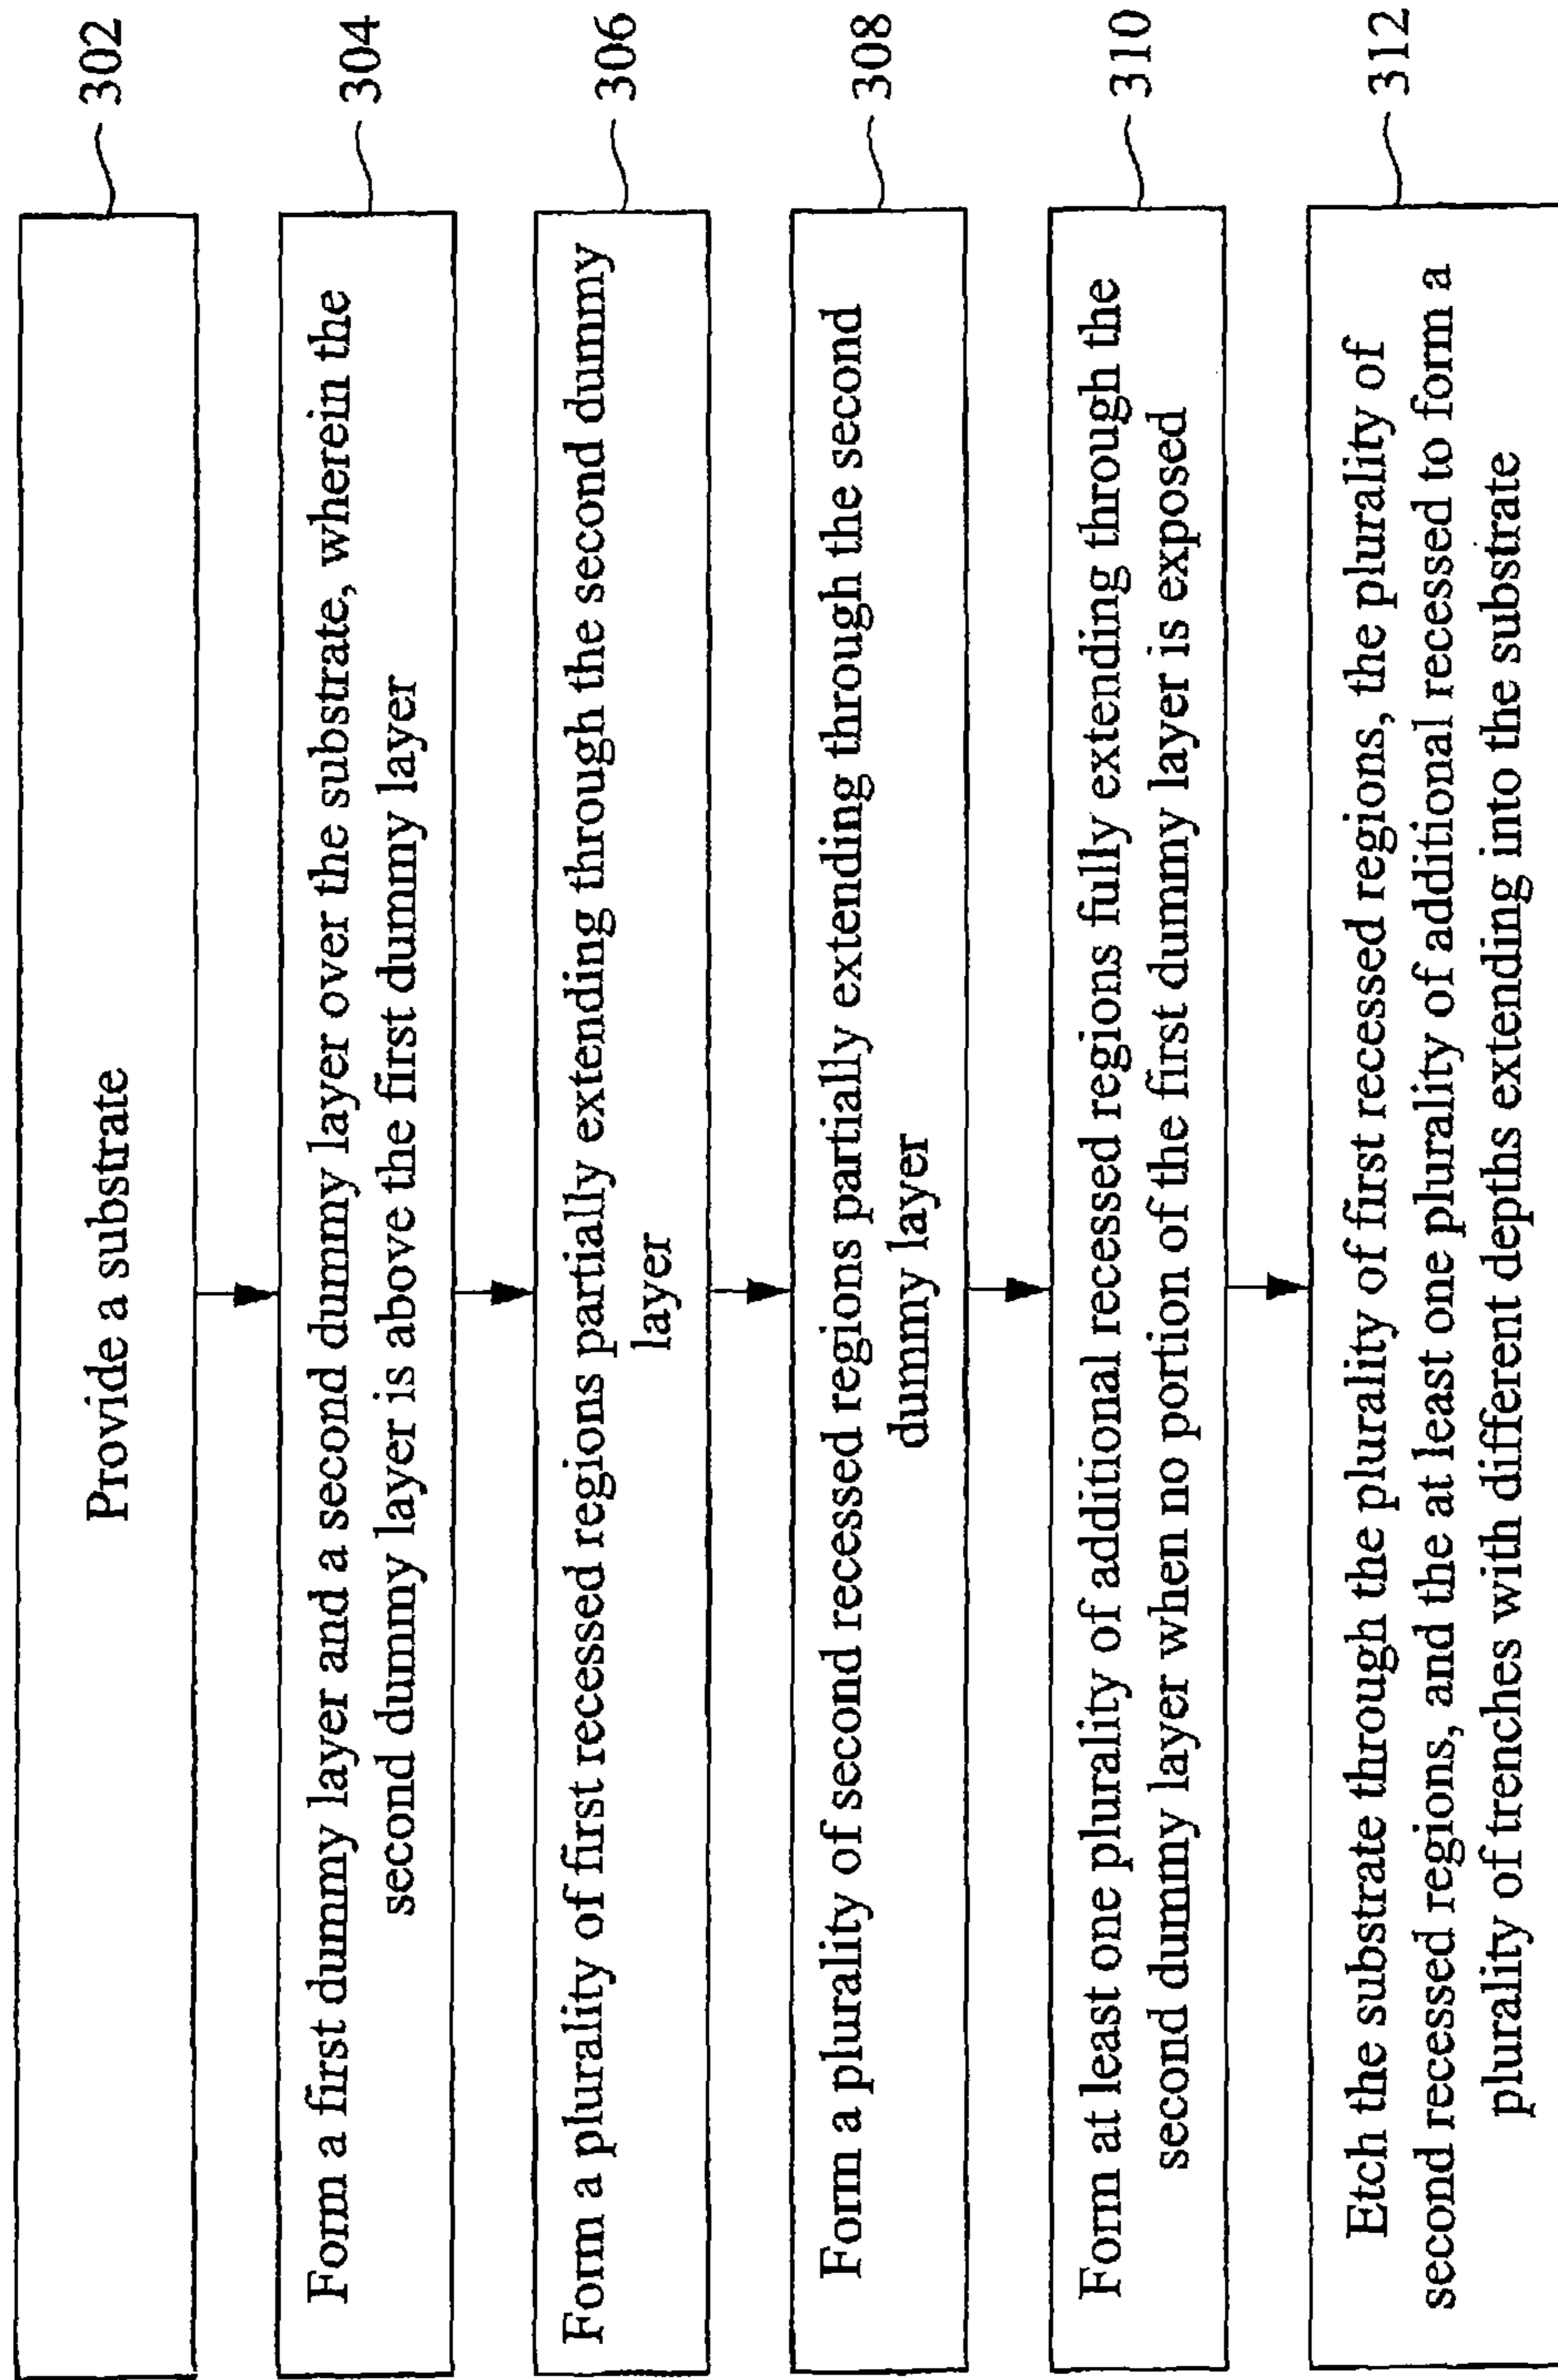 Provide a substrate
302
Form a first dummy layer and a second dummy layer over the substrate, wherein the
second dummy layer is above the first dummy layer
304
Form a plurality of first recessed regions partially extending through the second dummy
layer
306
Form a plurality of second recessed regions partially extending through the second
dummy layer
308
Form at least one plurality of additional recessed regions fully extending through the
second dummy layer when no portion of the first dummy layer is exposed
310
Etch the substrate through the plurality of first recessed regions, the plurality of
second recessed regions, and the at least one plurality of additional recessed to form a
plurality of trenches with different depths extending into the substrate
312